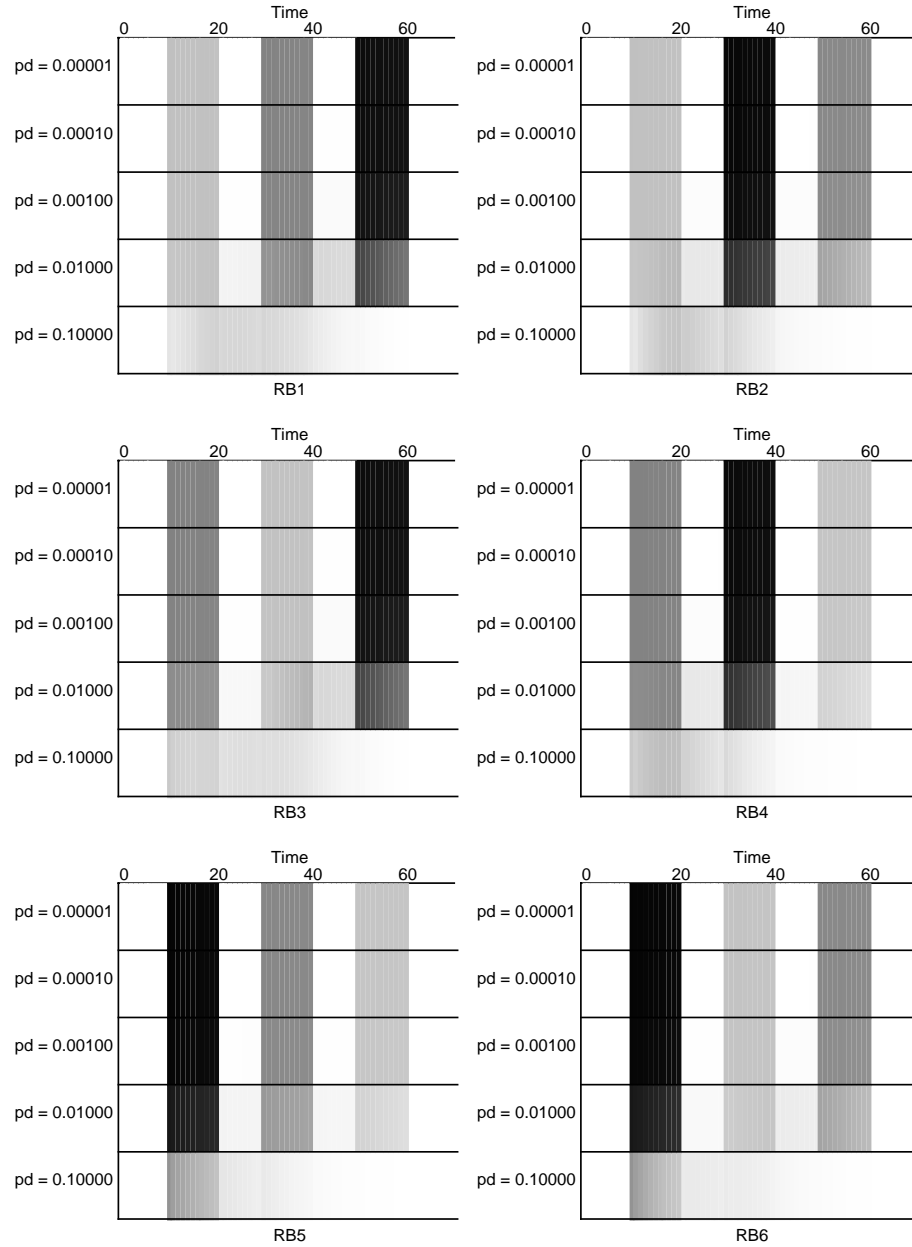 Time
0 20 40 60
pd = 0.00001
pd = 0.00010
pd = 0.00100
pd = 0.01000
pd = 0.10000
RB1
Time
0 20 40 60
pd = 0.00001
pd = 0.00010
pd = 0.00100
pd = 0.01000
pd = 0.10000
RB2
Time
0 20 40 60
pd = 0.00001
pd = 0.00010
pd = 0.00100
pd = 0.01000
pd = 0.10000
RB3
Time
0 20 40 60
pd = 0.00001
pd = 0.00010
pd = 0.00100
pd = 0.01000
pd = 0.10000
RB4
Time
0 20 40 60
pd = 0.00001
pd = 0.00010
pd = 0.00100
pd = 0.01000
pd = 0.10000
RB5
Time
0 20 40 60
pd = 0.00001
pd = 0.00010
pd = 0.00100
pd = 0.01000
pd = 0.10000
RB6